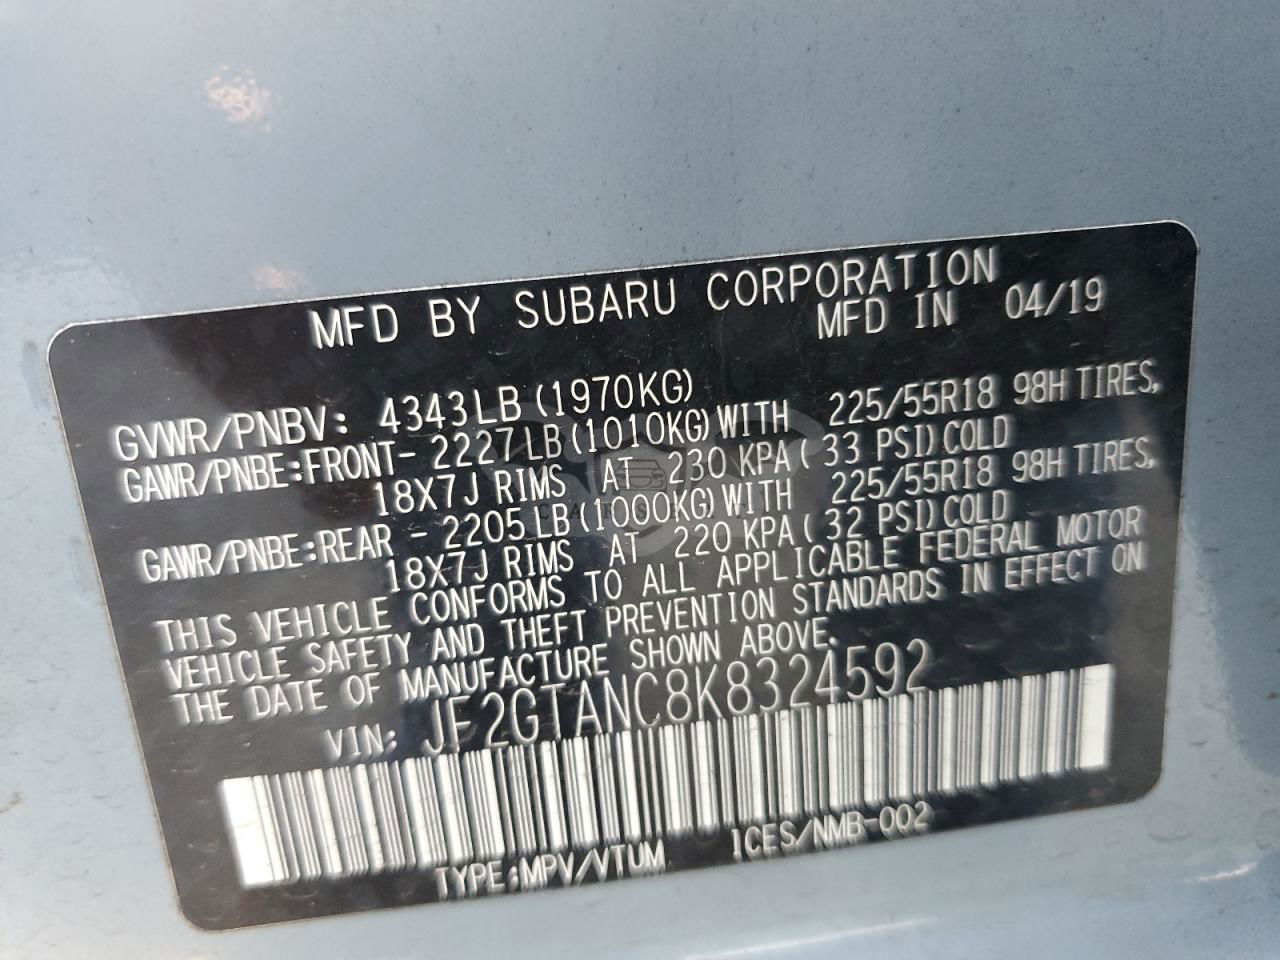 MFD BY SUBARU CORPORATION
MFD IN 04/19
GVWR/PNBV: 4343LB (1970KG)
GAWR/PNBE:FRONT- 2227LB (1010KG) WITH 225/55R18 98H TIRES,
18X7J RIMS AT 230 KPA( 33 PSI) COLD
GAWR/PNBE:REAR - 2205LB (1000KG) WITH 225/55R18 98H TIRES,
18X7J RIMS AT 220 KPA( 32 PSI) COLD
THIS VEHICLE CONFORMS TO ALL APPLICABLE FEDERAL MOTOR
VEHICLE SAFETY AND THEFT PREVENTION STANDARDS IN EFFECT ON
THE DATE OF MANUFACTURE SHOWN ABOVE.
VIN: JF2GTANC8K8324592
TYPE:MPV/VTUM ICES/NMB-002